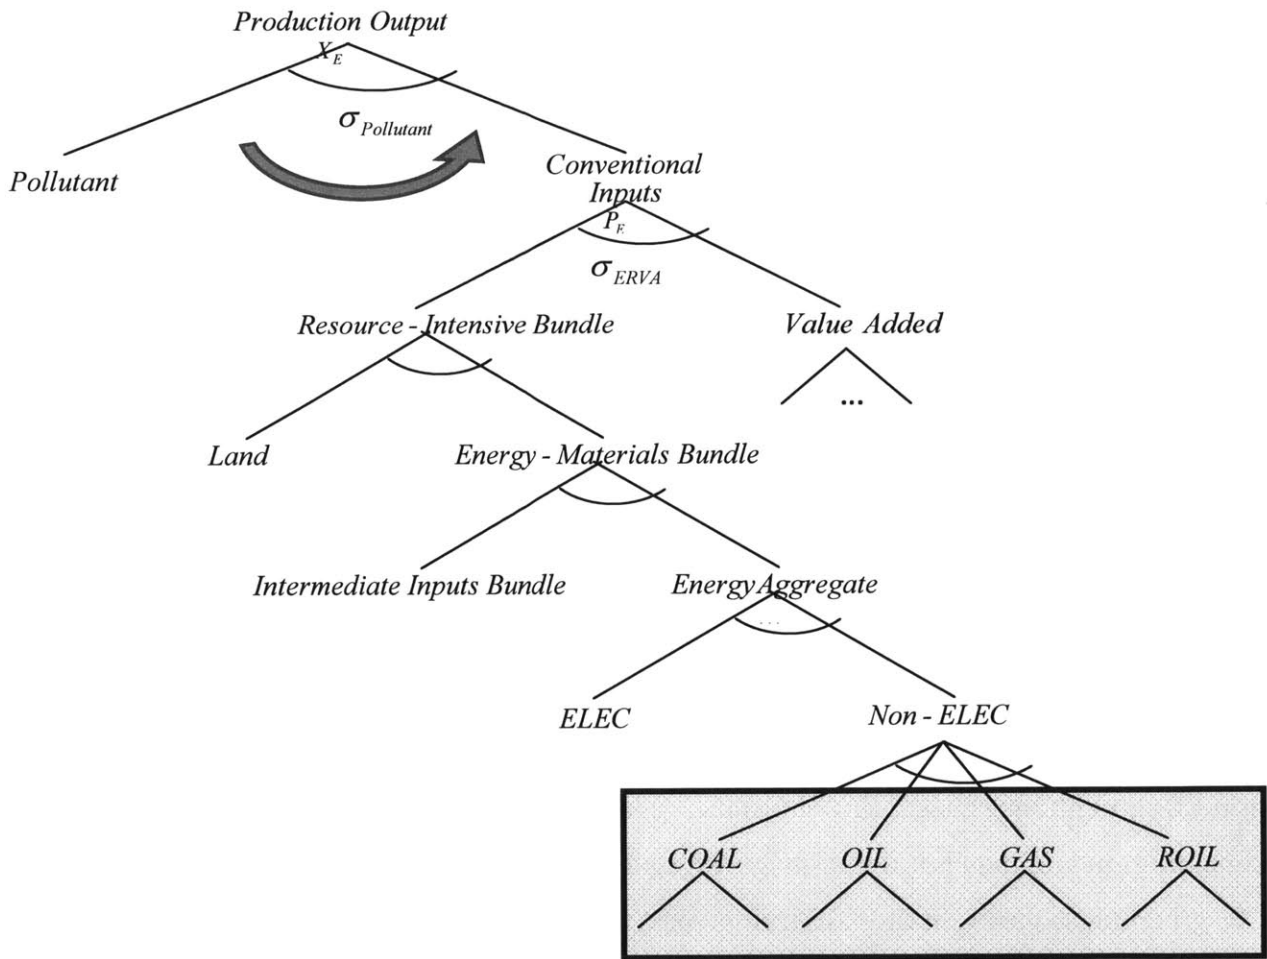 Production Output
X_E
σ_Pollutant
Pollutant
Conventional
Inputs
P_E
σ_ERVA
Resource - Intensive Bundle
Value Added
...
Land
Energy - Materials Bundle
Intermediate Inputs Bundle
Energy Aggregate
...
ELEC
Non - ELEC
COAL
OIL
GAS
ROIL